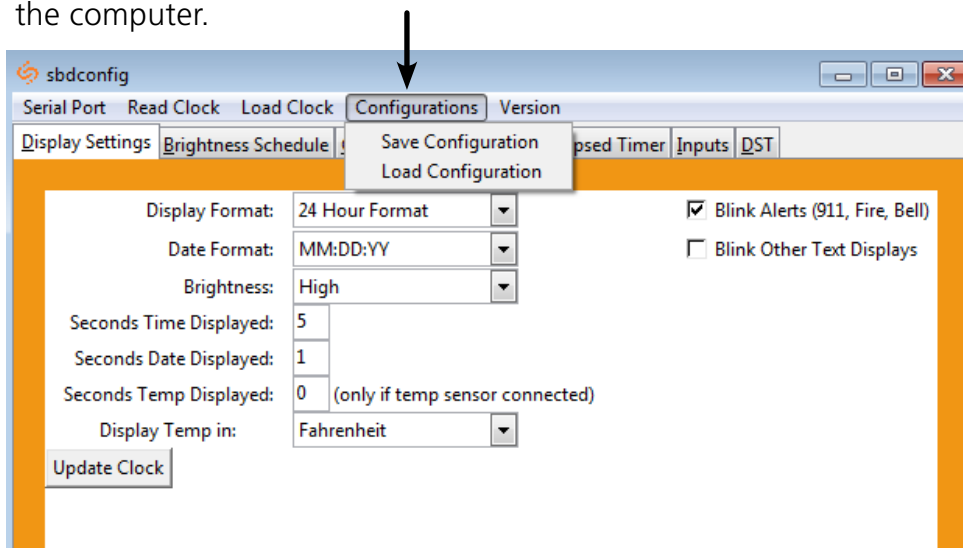 the computer.
sbdconfig
Serial Port Read Clock Load Clock Configurations Version
Save Configuration
Load Configuration
Display Settings Brightness Schedule psed Timer Inputs DST
Display Format: 24 Hour Format
Blink Alerts (911, Fire, Bell)
Date Format: MM:DD:YY
Blink Other Text Displays
Brightness: High
Seconds Time Displayed: 5
Seconds Date Displayed: 1
Seconds Temp Displayed: 0 (only if temp sensor connected)
Display Temp in: Fahrenheit
Update Clock